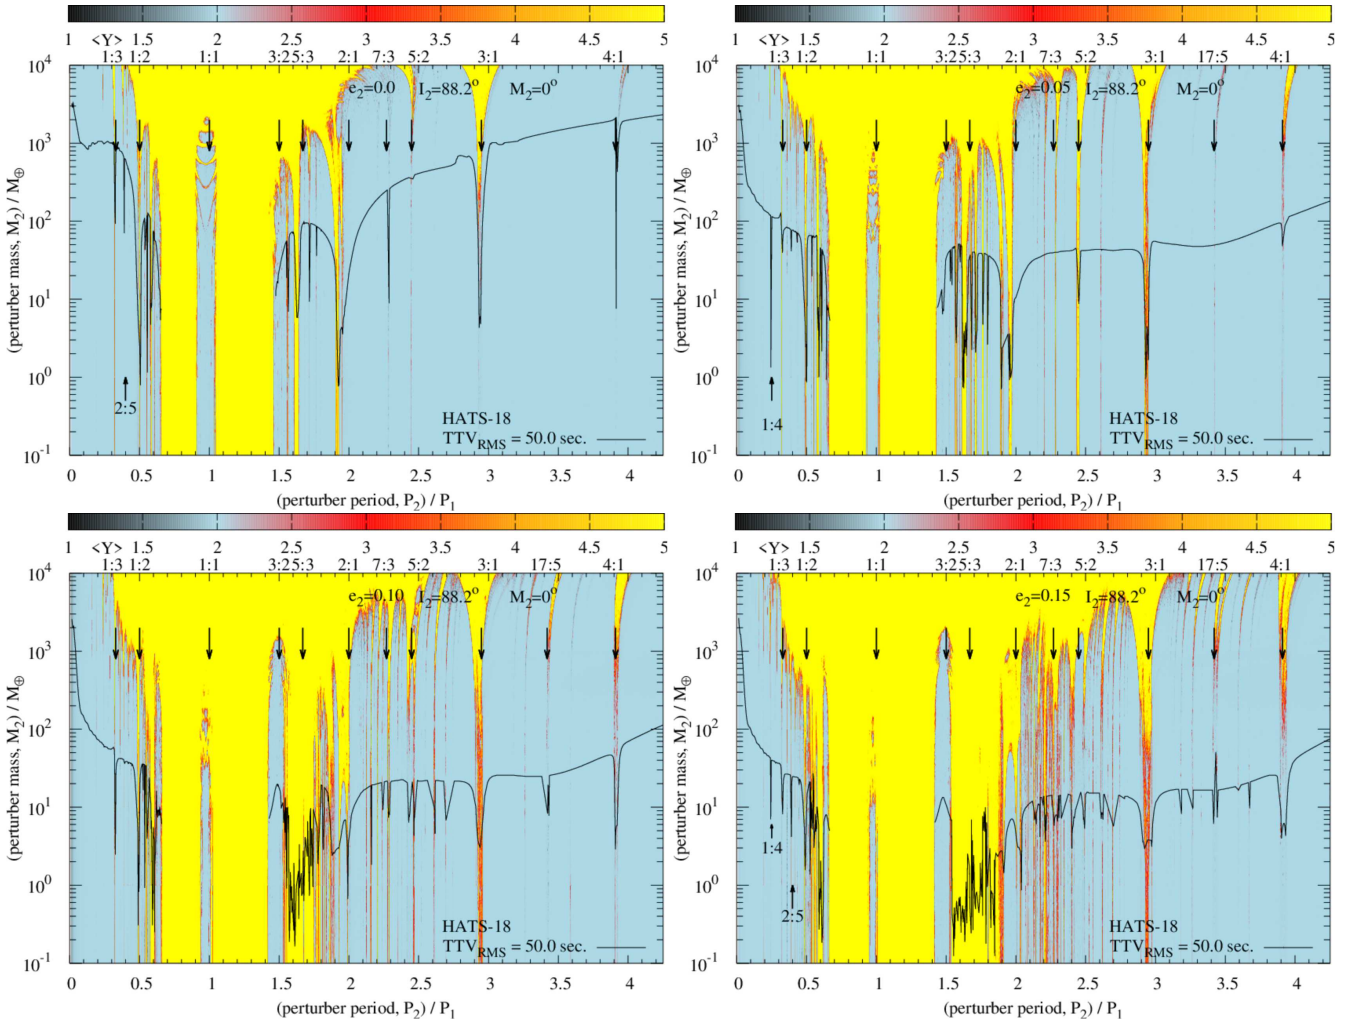 1 <Y> 1.5 2 2.5 3 3.5 4 4.5 5
1:3 1:2 1:1 3:2 5:3 2:1 7:3 5:2 3:1 4:1
e2=0.0 I2=88.2° M2=0°
10^4
10^3
10^2
10^1
10^0
10^-1
(perturber mass, M2) / M⊕
2:5
HATS-18
TTV_RMS = 50.0 sec.
0 0.5 1 1.5 2 2.5 3 3.5 4
(perturber period, P2) / P1
1 <Y> 1.5 2 2.5 3 3.5 4 4.5 5
1:3 1:2 1:1 3:2 5:3 2:1 7:3 5:2 3:1 17:5 4:1
e2=0.05 I2=88.2° M2=0°
10^4
10^3
10^2
10^1
10^0
10^-1
(perturber mass, M2) / M⊕
1:4
HATS-18
TTV_RMS = 50.0 sec.
0 0.5 1 1.5 2 2.5 3 3.5 4
(perturber period, P2) / P1
1 <Y> 1.5 2 2.5 3 3.5 4 4.5 5
1:3 1:2 1:1 3:2 5:3 2:1 7:3 5:2 3:1 17:5 4:1
e2=0.10 I2=88.2° M2=0°
10^4
10^3
10^2
10^1
10^0
10^-1
(perturber mass, M2) / M⊕
HATS-18
TTV_RMS = 50.0 sec.
0 0.5 1 1.5 2 2.5 3 3.5 4
(perturber period, P2) / P1
1 <Y> 1.5 2 2.5 3 3.5 4 4.5 5
1:3 1:2 1:1 3:2 5:3 2:1 7:3 5:2 3:1 17:5 4:1
e2=0.15 I2=88.2° M2=0°
10^4
10^3
10^2
10^1
10^0
10^-1
(perturber mass, M2) / M⊕
1:4
2:5
HATS-18
TTV_RMS = 50.0 sec.
0 0.5 1 1.5 2 2.5 3 3.5 4
(perturber period, P2) / P1